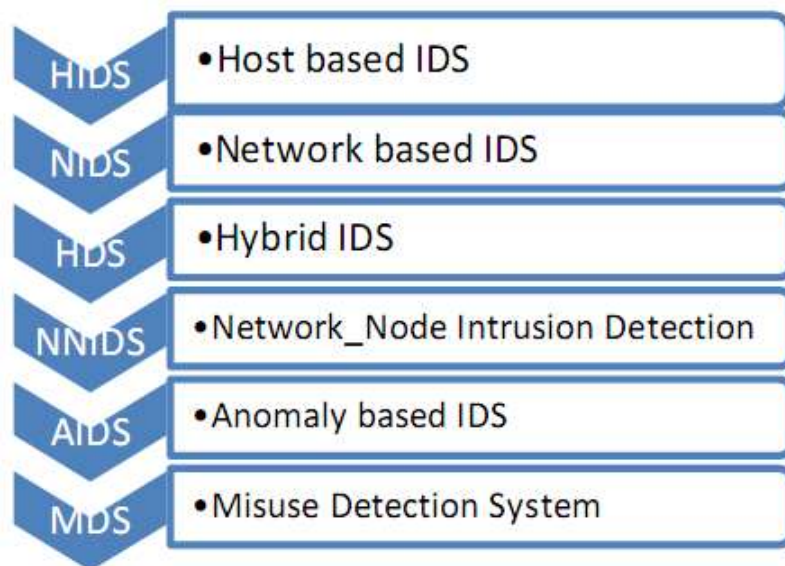 HIDS
•Host based IDS
NIDS
•Network based IDS
HDS
•Hybrid IDS
NNIDS
•Network_Node Intrusion Detection
AIDS
•Anomaly based IDS
MDS
•Misuse Detection System